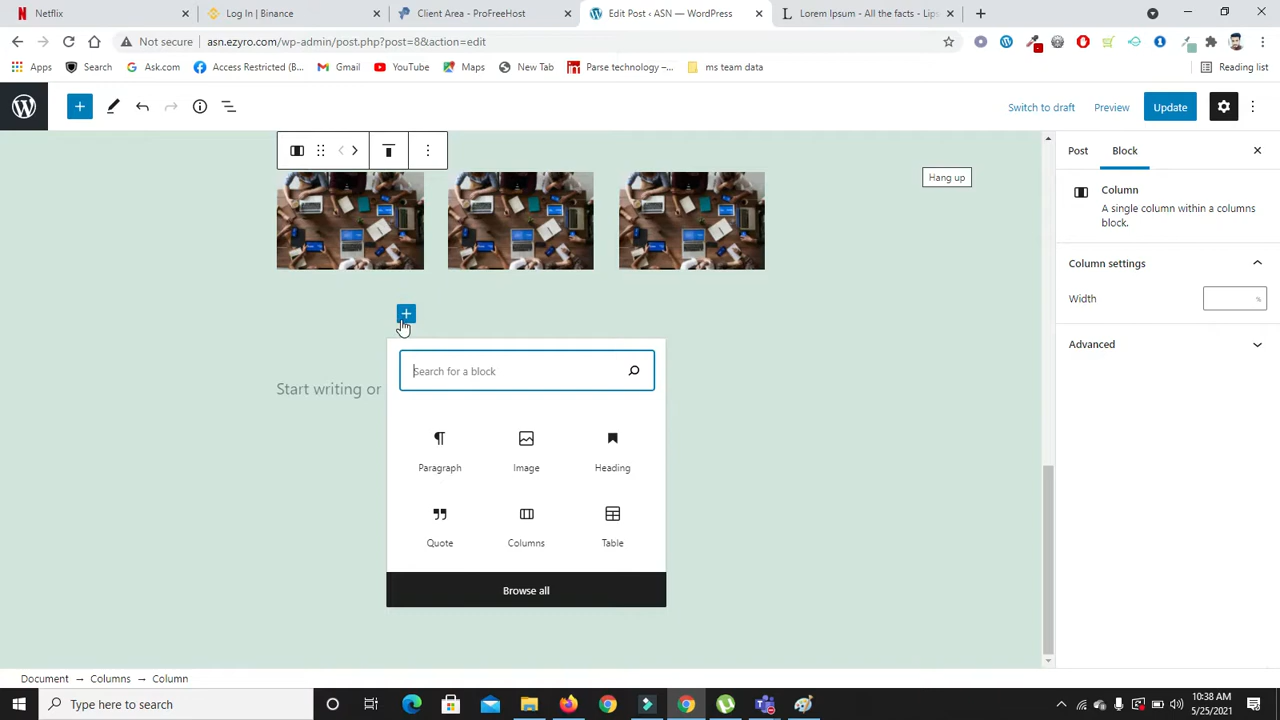 Netflix
Log In | Binance
Client Area - ProFreeHost
Edit Post ‹ ASN — WordPress
Lorem Ipsum - All the facts - Lips
Not secure
asn.ezyro.com/wp-admin/post.php?post=8&action=edit
Apps
Search
Ask.com
Access Restricted (B...
Gmail
YouTube
Maps
New Tab
Parse technology –...
ms team data
Reading list
Switch to draft
Preview
Update
Post
Block
Hang up
Column
A single column within a columns
block.
Column settings
Width
%
Advanced
Search for a block
Start writing or
Paragraph
Image
Heading
Quote
Columns
Table
Browse all
Document
Columns
Column
Type here to search
10:38 AM
5/25/2021